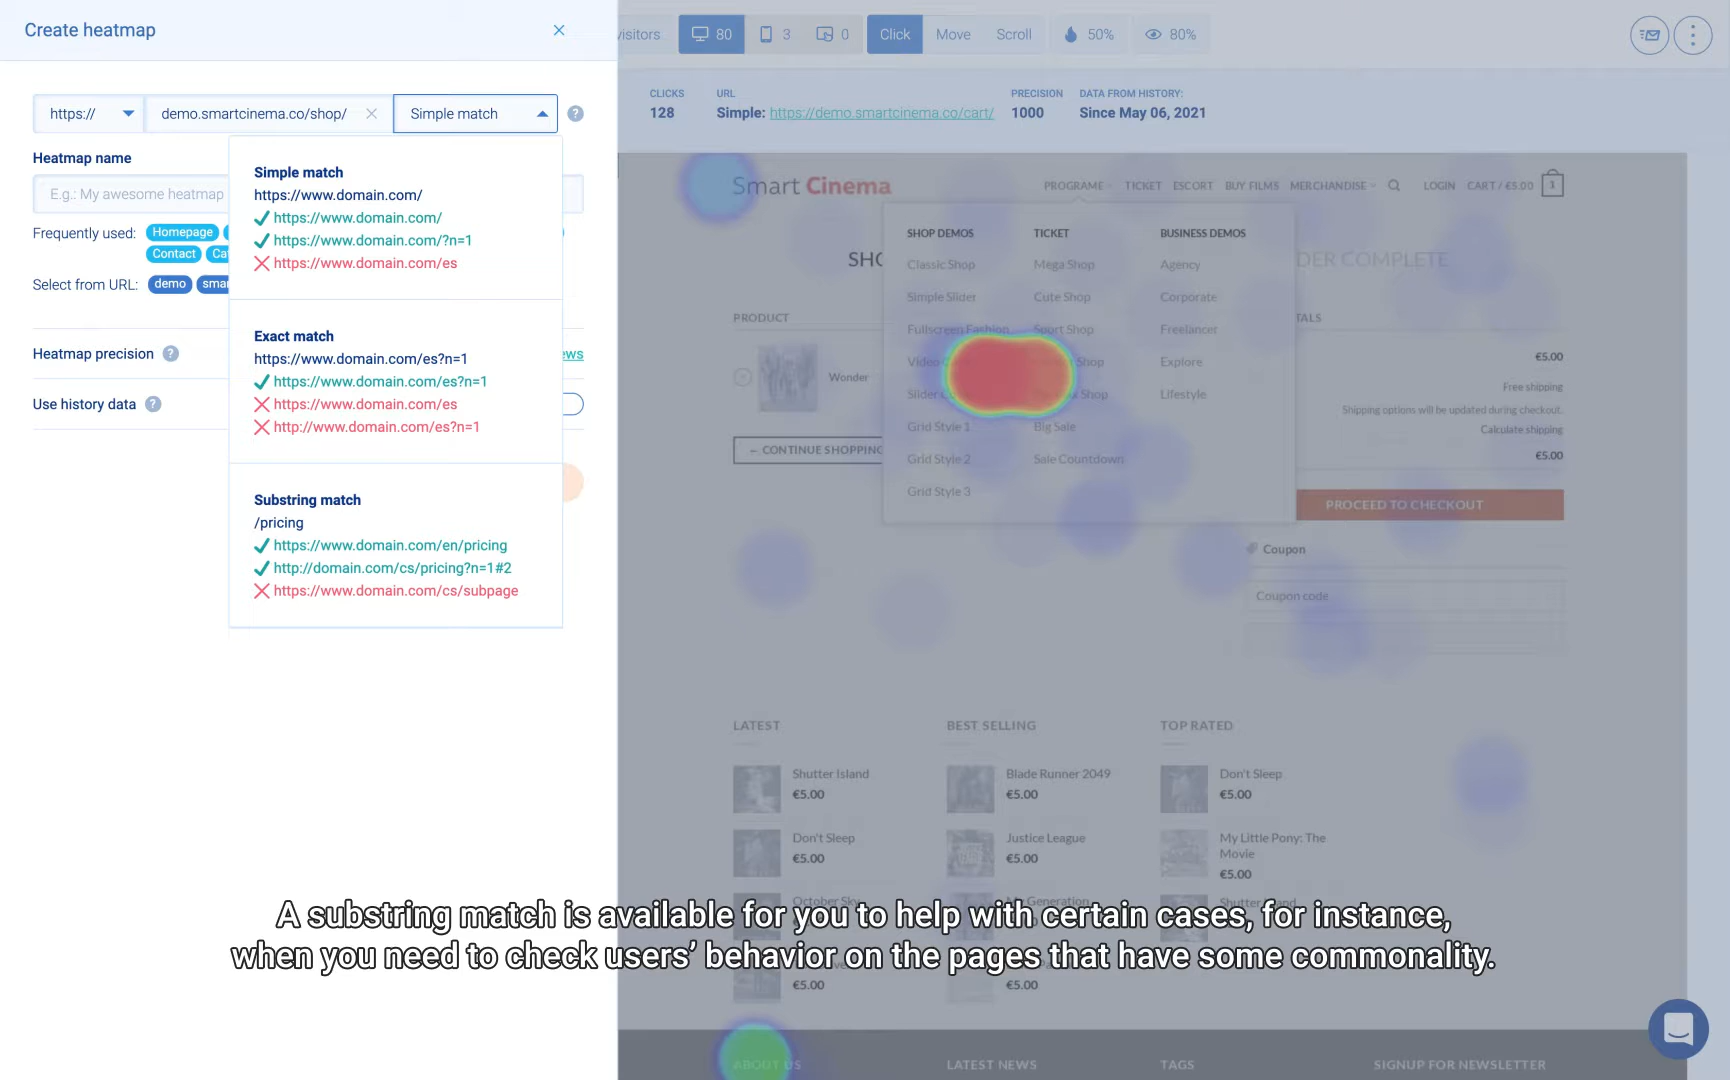 Create heatmap
https://
demo.smartcinema.co/shop/
Simple match
Heatmap name
E.g.: My awesome heatmap
Frequently used:
Homepage
Contact
Select from URL:
demo
Heatmap precision
Use history data
Simple match
https://www.domain.com/
https://www.domain.com/
https://www.domain.com/?n=1
https://www.domain.com/es
Exact match
https://www.domain.com/es?n=1
https://www.domain.com/es?n=1
https://www.domain.com/es
http://www.domain.com/es?n=1
Substring match
/pricing
https://www.domain.com/en/pricing
http://domain.com/cs/pricing?n=1#2
https://www.domain.com/cs/subpage
80
3
0
Click
Move
Scroll
50%
80%
CLICKS
128
URL
Simple: https://demo.smartcinema.co/cart/
PRECISION
1000
DATA FROM HISTORY:
Since May 06, 2021
Smart Cinema
PROGRAME
TICKET
ESCORT
BUY FILMS
MERCHANDISE
LOGIN
CART / €5.00
1
SHOP DEMOS
Classic Shop
Simple Slider
Fullscreen Fashion
Grid Style 1
Grid Style 2
Grid Style 3
TICKET
Mega Shop
Cute Shop
Sport Shop
Shop
Shop
Big Sale
Sale Countdown
BUSINESS DEMOS
Agency
Corporate
Freelancer
Explore
Lifestyle
COMPLETE
PRODUCT
Wonder
← CONTINUE SHOPPING
€5.00
Free shipping
Shipping options will be updated during checkout.
Calculate shipping
€5.00
PROCEED TO CHECKOUT
Coupon
Coupon code
LATEST
Shutter Island
€5.00
Don't Sleep
€5.00
October Sky
€5.00
BEST SELLING
Blade Runner 2049
€5.00
Justice League
€5.00
My Generation
€5.00
TOP RATED
Don't Sleep
€5.00
My Little Pony: The
Movie
€5.00
A substring match is available for you to help with certain cases, for instance,
when you need to check users’ behavior on the pages that have some commonality.
ABOUT US
LATEST NEWS
TAGS
SIGNUP FOR NEWSLETTER